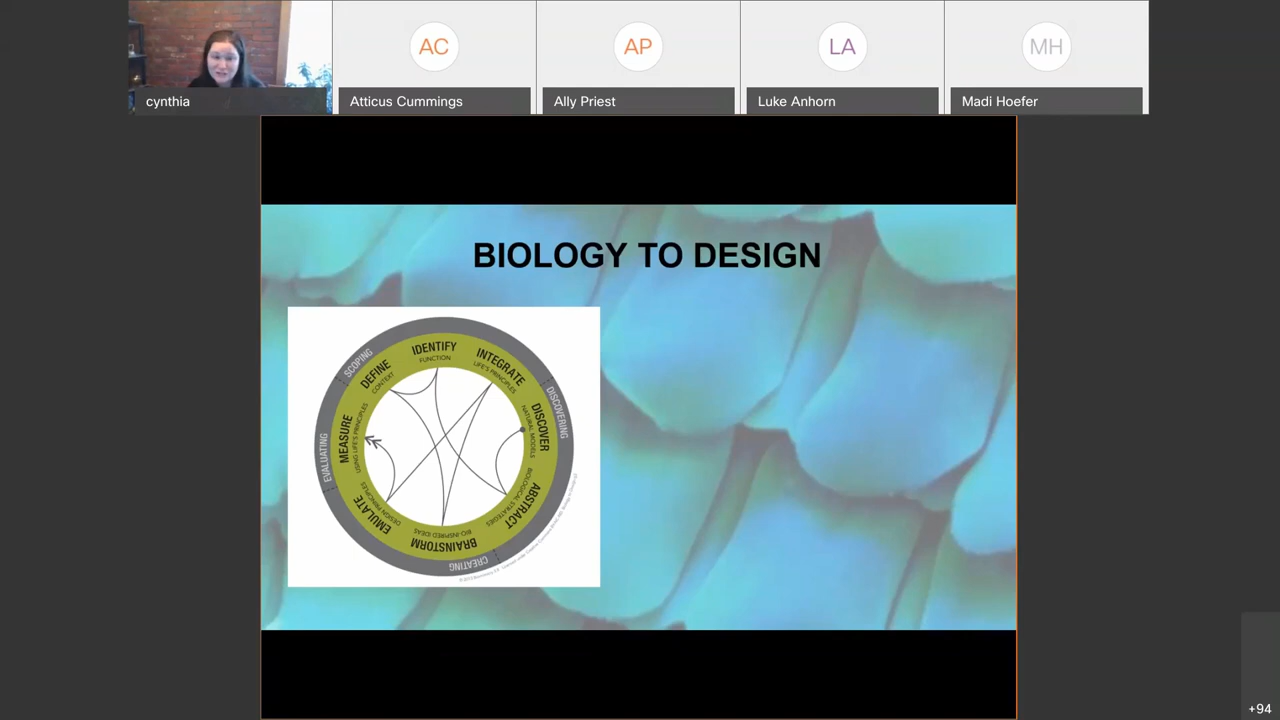 AC
AP
LA
MH
cynthia
Atticus Cummings
Ally Priest
Luke Anhorn
Madi Hoefer
BIOLOGY TO DESIGN
SCOPING
DISCOVERING
CREATING
EVALUATING
IDENTIFY
FUNCTION
INTEGRATE
LIFE'S PRINCIPLES
DISCOVER
NATURAL MODELS
ABSTRACT
BIOLOGICAL STRATEGIES
BRAINSTORM
BIO-INSPIRED IDEAS
EMULATE
DESIGN PRINCIPLES
MEASURE
USING LIFE'S PRINCIPLES
DEFINE
CONTEXT
+94